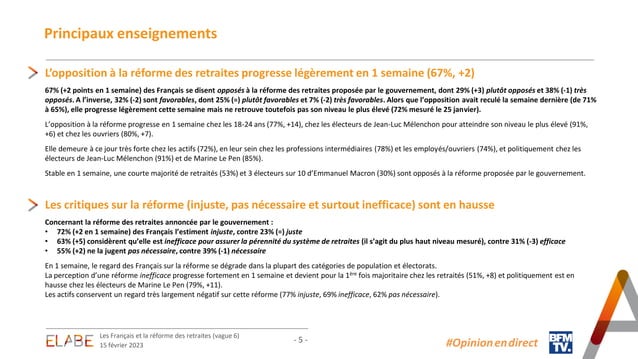 Principaux enseignements
L'opposition à la réforme des retraites progresse légèrement en 1 semaine (67%, +2)
67% (+2 points en 1 semaine) des Français se disent opposés à la réforme des retraites proposée par le gouvernement, dont 29% (+3) plutôt opposés et 38% (-1) très
opposés. A l'inverse, 32% (-2) sont favorables, dont 25% (=) plutôt favorables et 7% (-2) très favorables. Alors que l'opposition avait reculé la semaine dernière (de 71%
à 65%), elle progresse légèrement cette semaine mais ne retrouve toutefois pas son niveau le plus élevé (72% mesuré le 25 janvier).
L'opposition à la réforme progresse en 1 semaine chez les 18-24 ans (77%, +14), chez les électeurs de Jean-Luc Mélenchon pour atteindre son niveau le plus élevé (91%,
+6) et chez les ouvriers (80%, +7).
Elle demeure à ce jour très forte chez les actifs (72%), en leur sein chez les professions intermédiaires (78%) et les employés/ouvriers (74%), et politiquement chez les
électeurs de Jean-Luc Mélenchon (91%) et de Marine Le Pen (85%).
Stable en 1 semaine, une courte majorité de retraités (53%) et 3 électeurs sur 10 d'Emmanuel Macron (30%) sont opposés à la réforme proposée par le gouvernement.
Les critiques sur la réforme (injuste, pas nécessaire et surtout inefficace) sont en hausse
Concernant la réforme des retraites annoncée par le gouvernement :
• 72% (+2 en 1 semaine) des Français l'estiment injuste, contre 23% (=) juste
• 63% (+5) considèrent qu'elle est inefficace pour assurer la pérennité du système de retraites (il s'agit du plus haut niveau mesuré), contre 31% (-3) efficace
• 55% (+2) ne la jugent pas nécessaire, contre 39% (-1) nécessaire
En 1 semaine, le regard des Français sur la réforme se dégrade dans la plupart des catégories de population et électorats.
La perception d'une réforme inefficace progresse fortement en 1 semaine et devient pour la 1ère fois majoritaire chez les retraités (51%, +8) et politiquement est en
hausse chez les électeurs de Marine Le Pen (79%, +11).
Les actifs conservent un regard très largement négatif sur cette réforme (77% injuste, 69% inefficace, 62% pas nécessaire).
ELABE
Les Français et la réforme des retraites (vague 6)
15 février 2023
- 5 -
#Opinion en direct
BFM
TV.